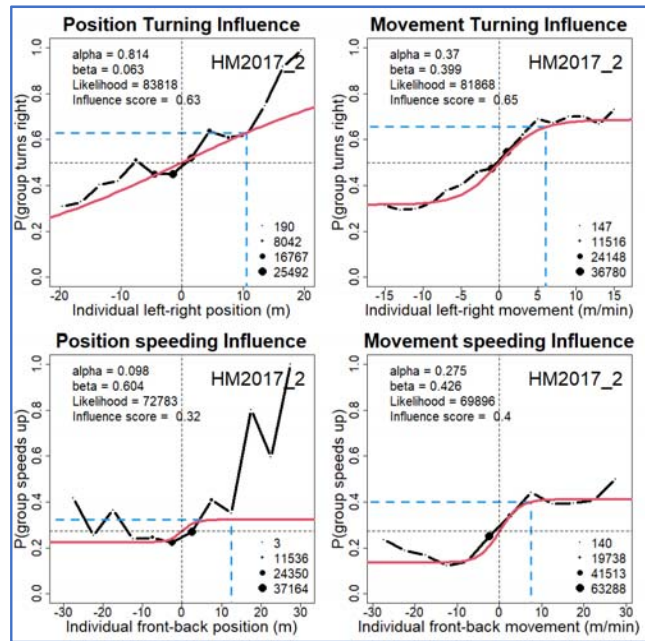 Position Turning Influence
alpha = 0.814
beta = 0.063
Likelihood = 83818
Influence score = 0.63
HM2017_2
P(group turns right)
0.0 0.2 0.4 0.6 0.8 1.0
190
8042
16767
25492
-20 -10 0 10 20
Individual left-right position (m)
Movement Turning Influence
alpha = 0.37
beta = 0.399
Likelihood = 81868
Influence score = 0.65
HM2017_2
P(group turns right)
0.0 0.2 0.4 0.6 0.8 1.0
147
11516
24148
36780
-15 -10 -5 0 5 10 15
Individual left-right movement (m/min)
Position speeding Influence
alpha = 0.098
beta = 0.604
Likelihood = 72783
Influence score = 0.32
HM2017_2
P(group speeds up)
0.0 0.2 0.4 0.6 0.8 1.0
3
11536
24350
37164
-30 -20 -10 0 10 20 30
Individual front-back position (m)
Movement speeding Influence
alpha = 0.275
beta = 0.426
Likelihood = 69896
Influence score = 0.4
HM2017_2
P(group speeds up)
0.0 0.2 0.4 0.6 0.8 1.0
140
19738
41513
63288
-30 -20 -10 0 10 20 30
Individual front-back movement (m/min)